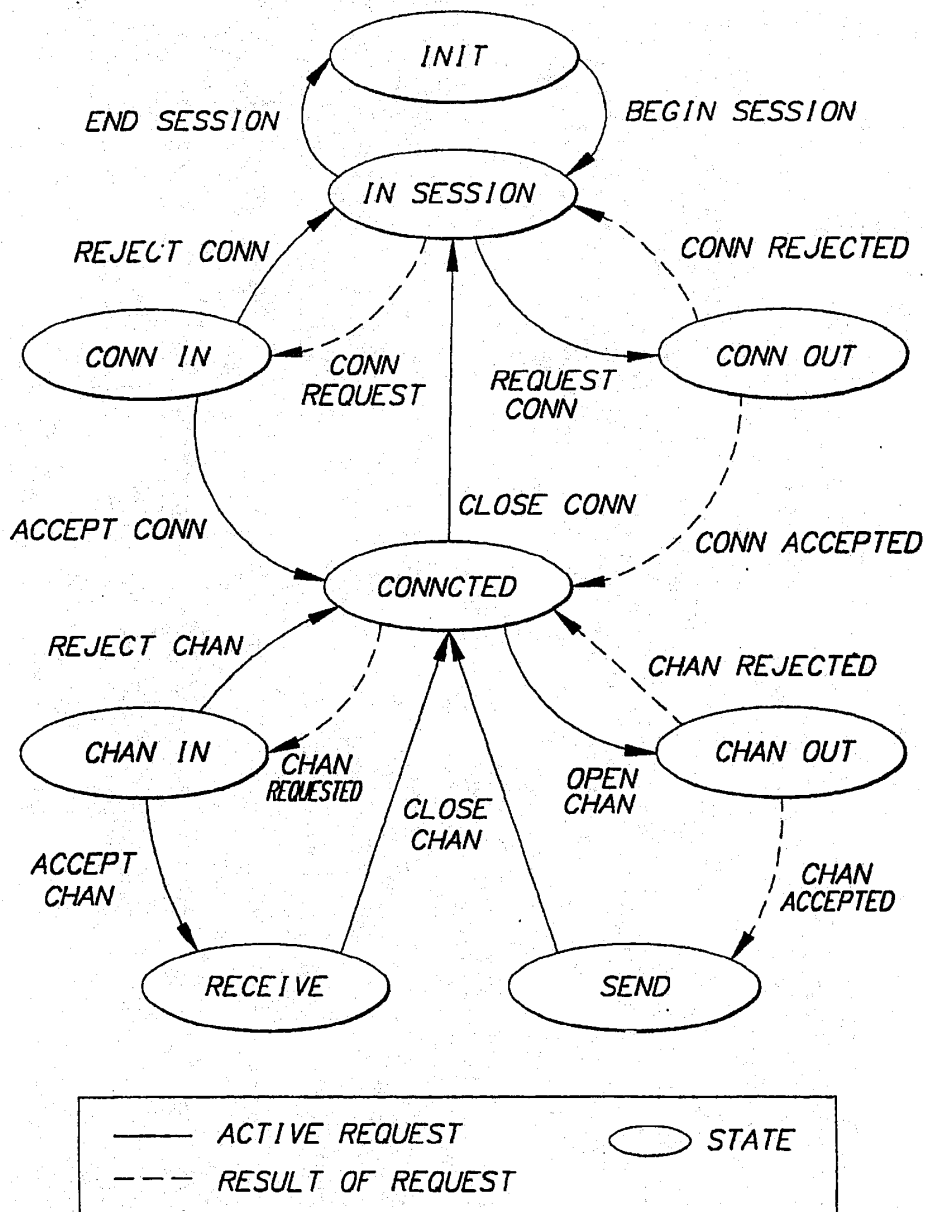 INIT
END SESSION
BEGIN SESSION
IN SESSION
REJECT CONN
CONN REJECTED
CONN IN
CONN
REQUEST
REQUEST
CONN
CONN OUT
ACCEPT CONN
CLOSE CONN
CONN ACCEPTED
CONNCTED
REJECT CHAN
CHAN REJECTED
CHAN IN
CHAN
REQUESTED
OPEN
CHAN
CHAN OUT
CLOSE
CHAN
ACCEPT
CHAN
CHAN
ACCEPTED
RECEIVE
SEND
ACTIVE REQUEST
STATE
RESULT OF REQUEST